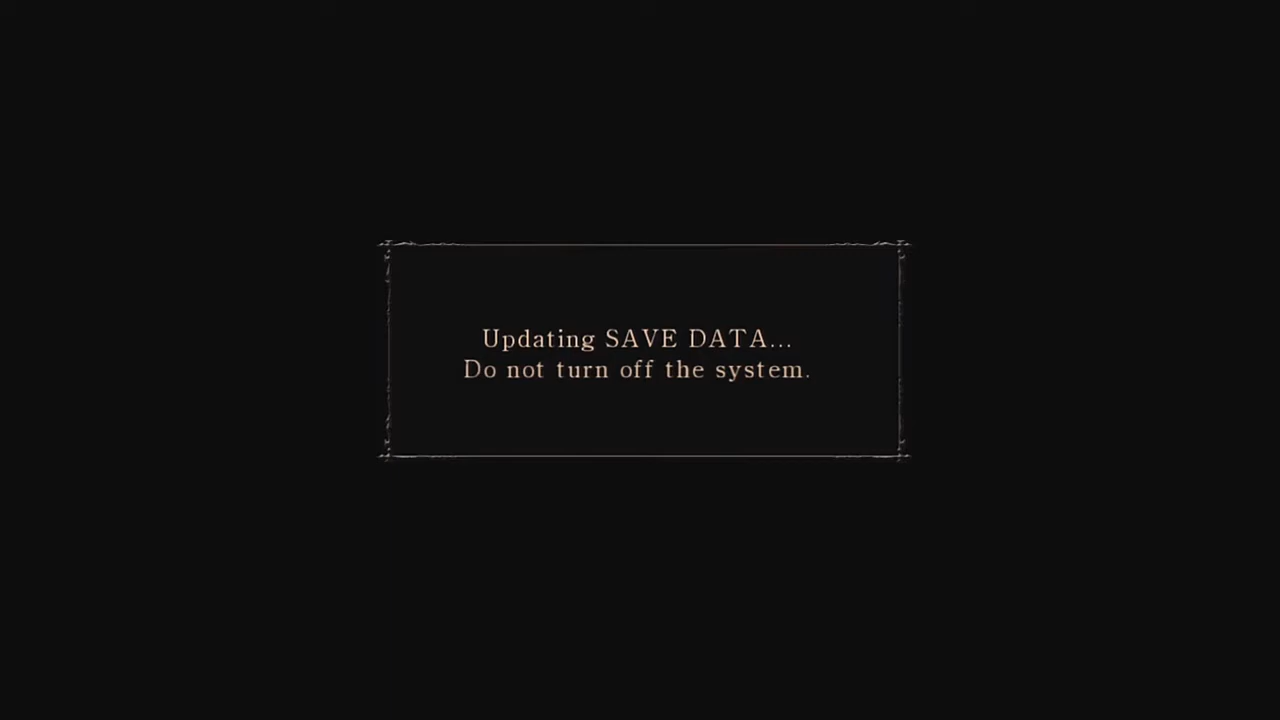 Updating SAVE DATA...
Do not turn off the system.